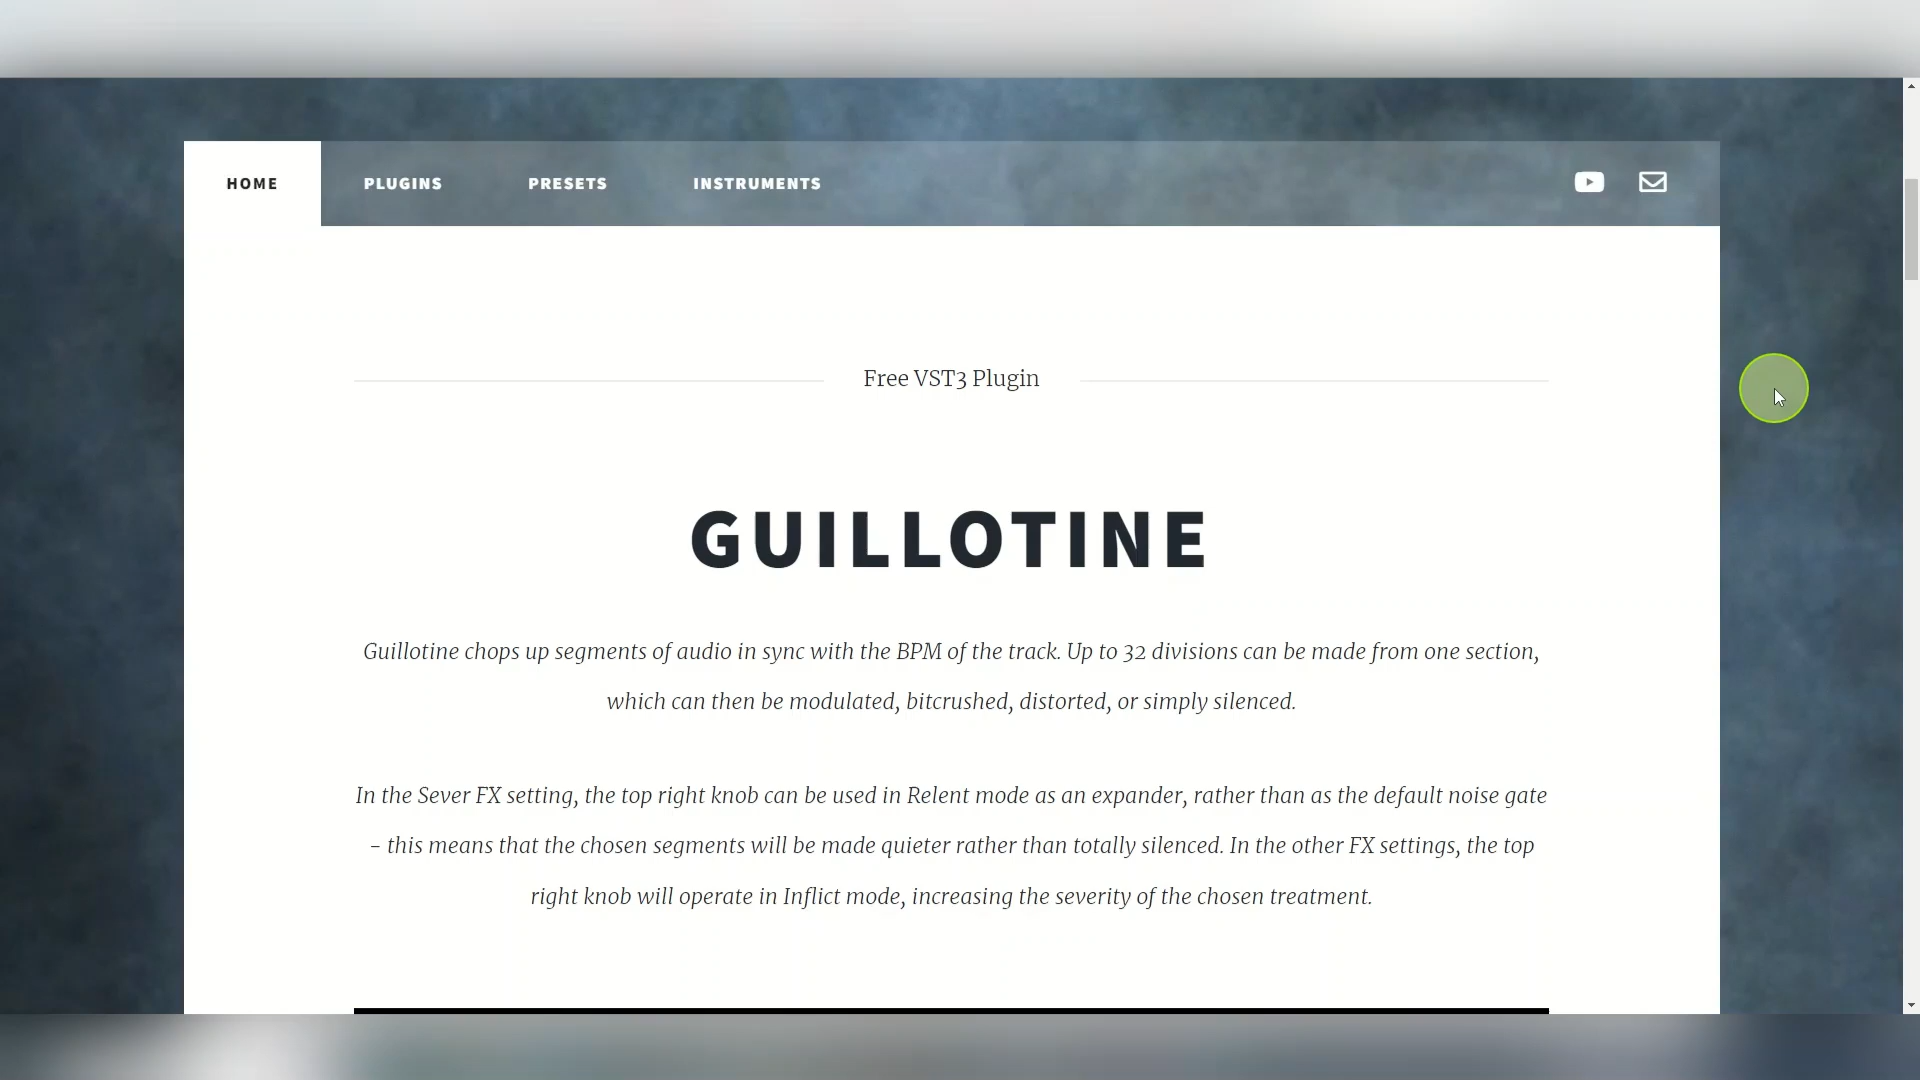 HOME PLUGINS PRESETS INSTRUMENTS
Free VST3 Plugin
GUILLOTINE
Guillotine chops up segments of audio in sync with the BPM of the track. Up to 32 divisions can be made from one section,
which can then be modulated, bitcrushed, distorted, or simply silenced.
In the Sever FX setting, the top right knob can be used in Relent mode as an expander, rather than as the default noise gate
– this means that the chosen segments will be made quieter rather than totally silenced. In the other FX settings, the top
right knob will operate in Inflict mode, increasing the severity of the chosen treatment.